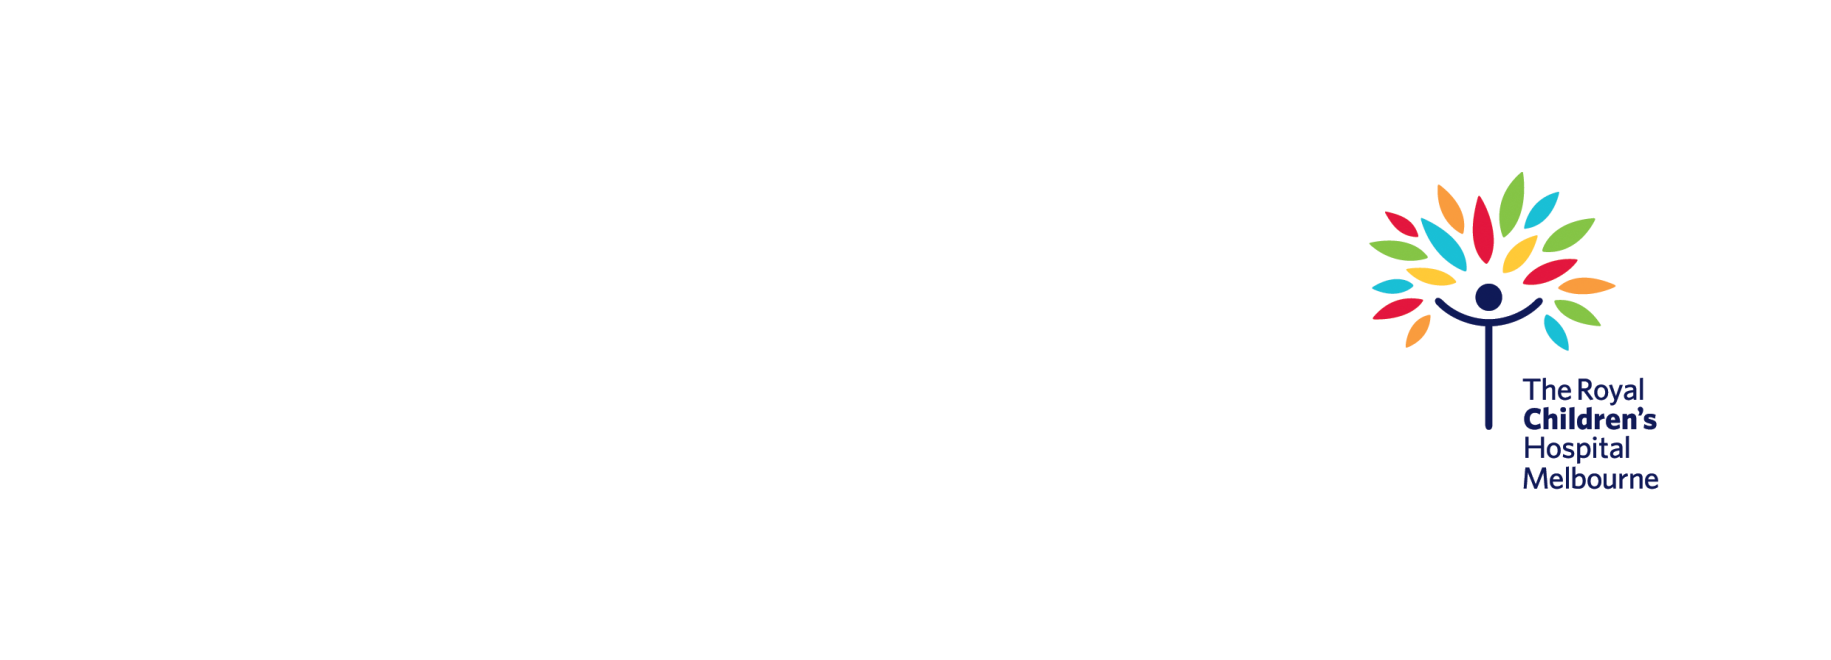 The Royal
Children’s
Hospital
Melbourne